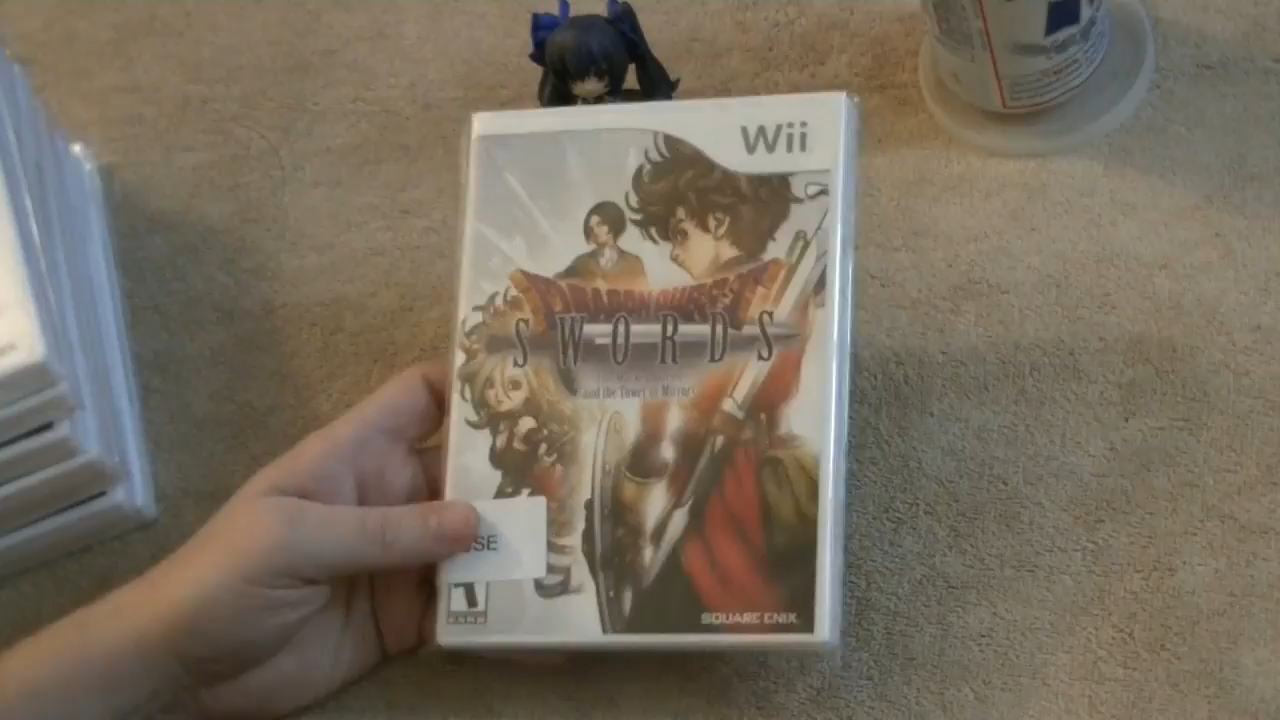 Wii
DRAGON QUEST
SWORDS
and the Tower of Mirrors
SE
T
SQUARE ENIX